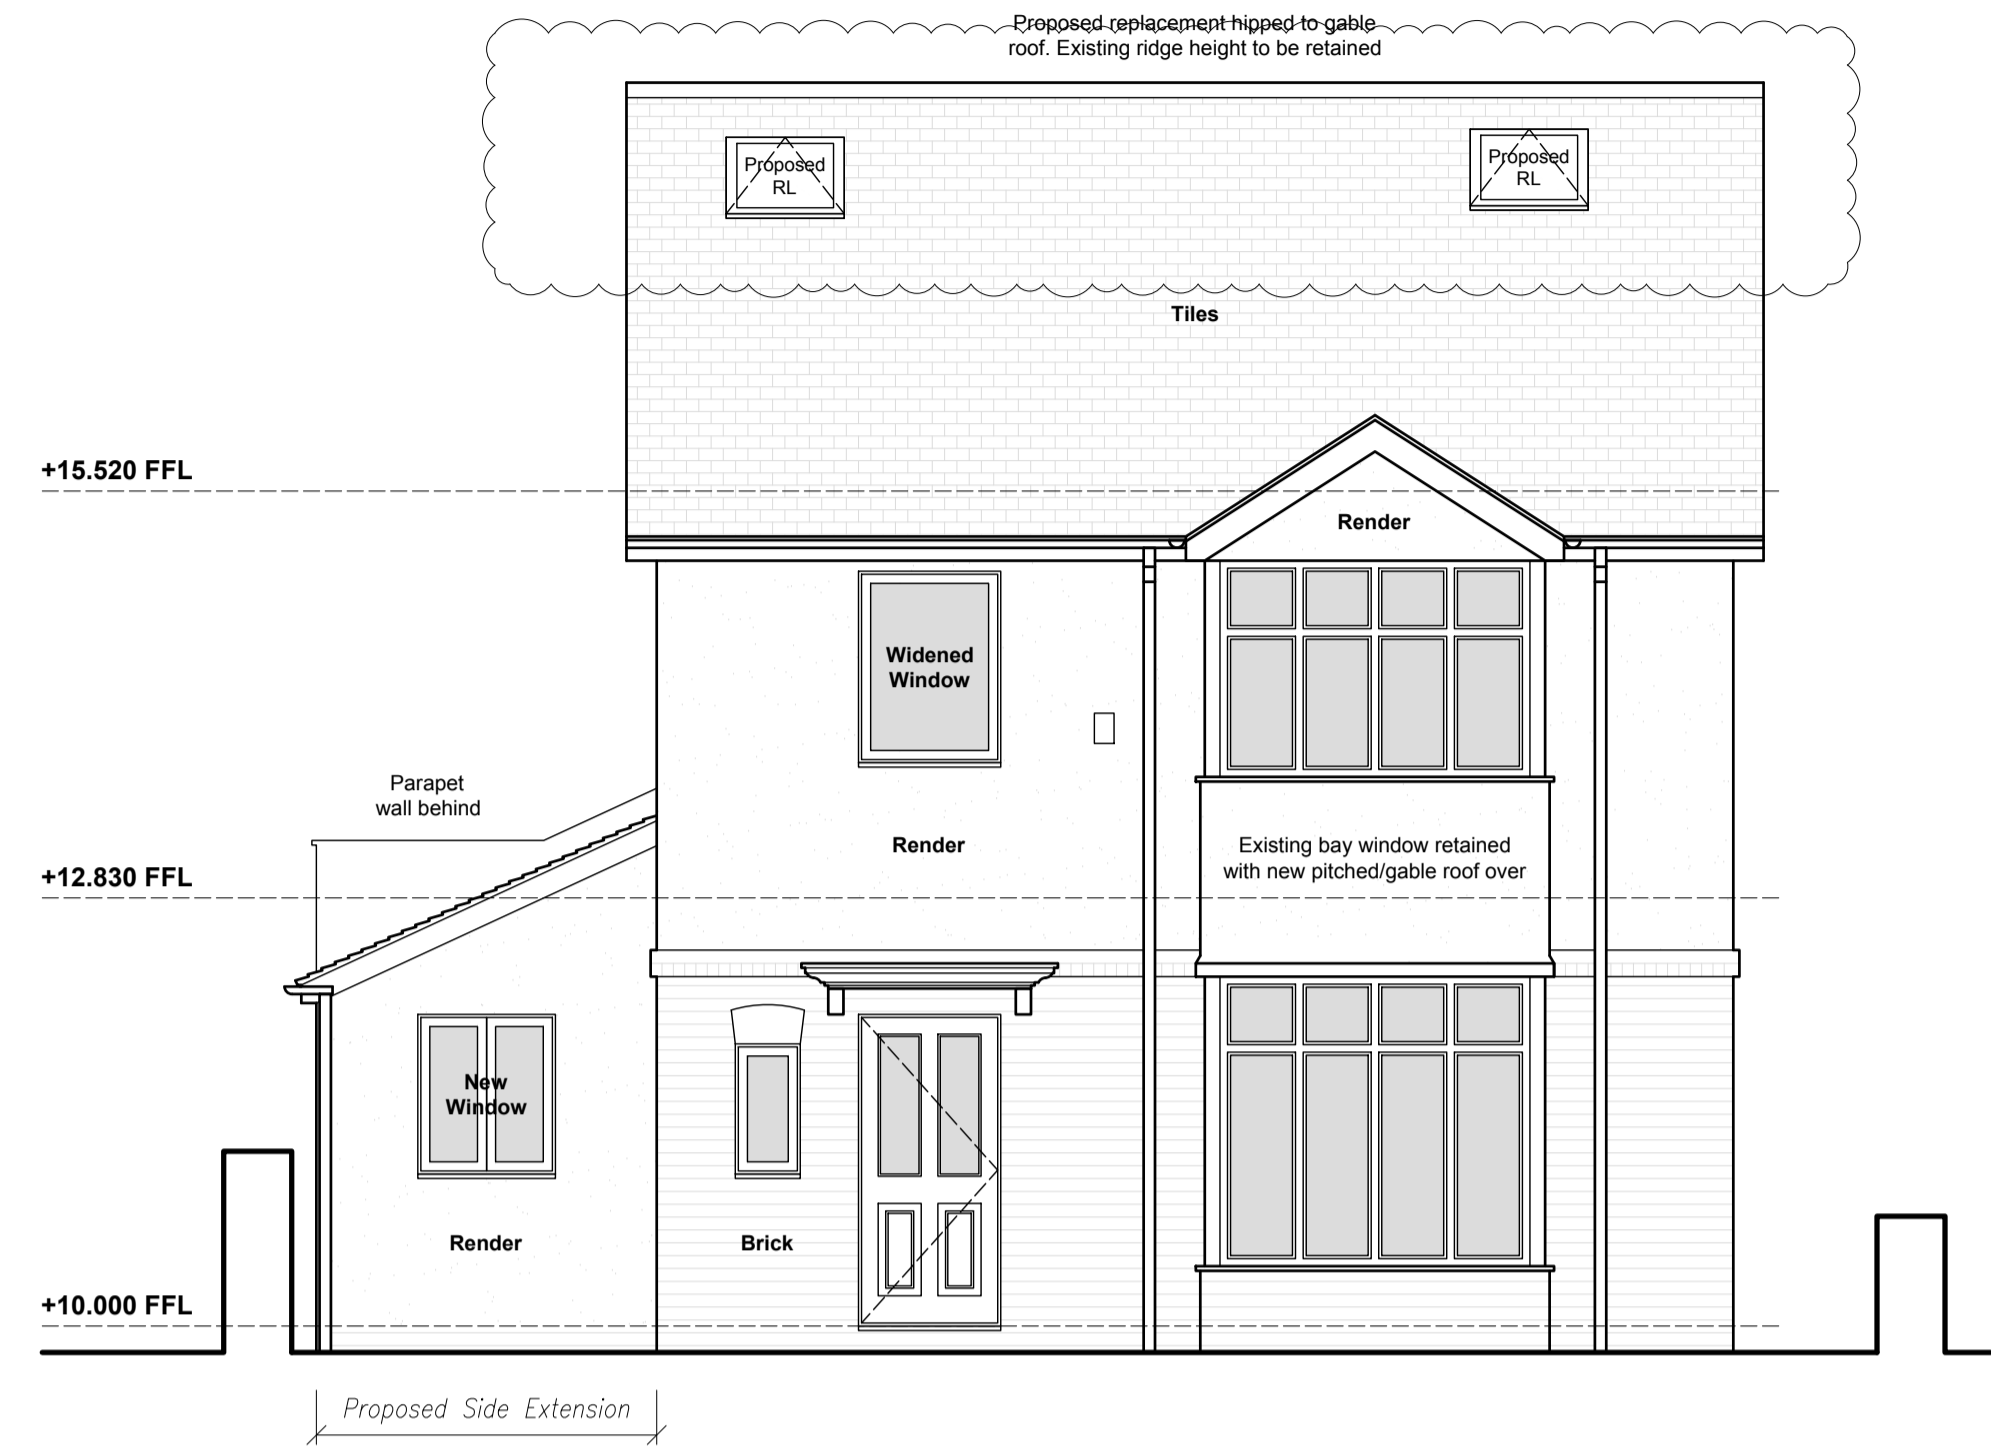 Proposed replacement hipped to gable
roof. Existing ridge height to be retained
Proposed
RL
Proposed
RL
Tiles
+15.520 FFL
Render
Widened
Window
Parapet
wall behind
Render
Existing bay window retained
with new pitched/gable roof over
+12.830 FFL
New
Window
Render
Brick
+10.000 FFL
Proposed Side Extension